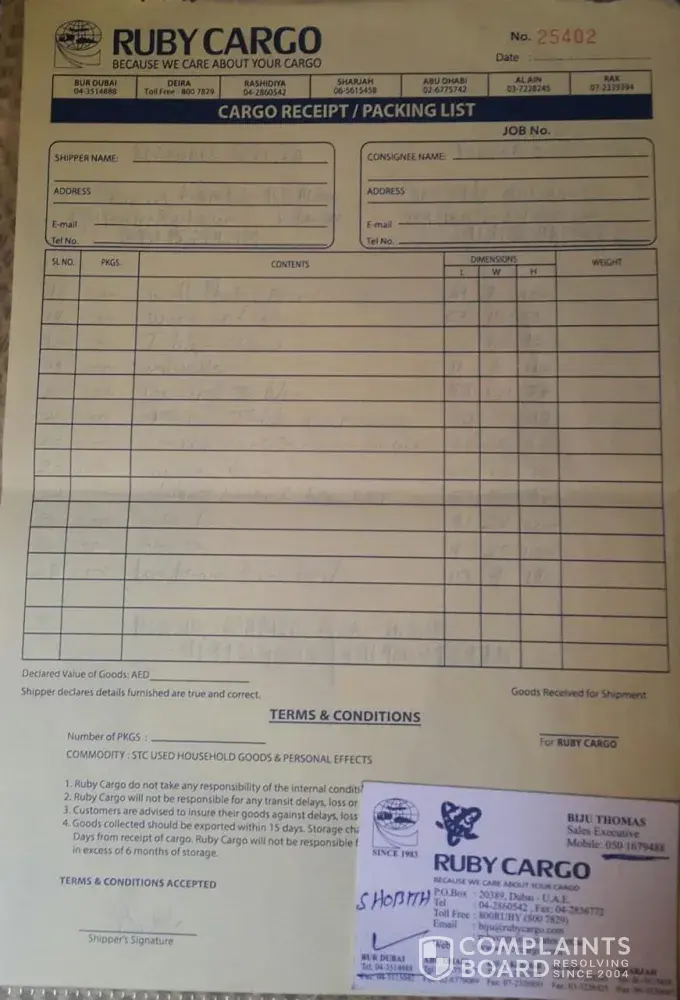 RUBY CARGO
BECAUSE WE CARE ABOUT YOUR CARGO
No. 25402
Date :
BUR DUBAI 04-3514888
DEIRA Toll Free : 800 7829
RASHIDIYA 04-2860542
SHARJAH 06-5615458
ABU DHABI 02-6775742
AL AIN 03-7228245
RAK 07-2339394
CARGO RECEIPT / PACKING LIST
JOB No.
SHIPPER NAME:
ADDRESS
E-mail
Tel No.
CONSIGNEE NAME:
ADDRESS
E-mail
Tel No.
SL NO. PKGS. CONTENTS DIMENSIONS WEIGHT
L W H
Declared Value of Goods: AED
Shipper declares details furnished are true and correct.
Goods Received for Shipment
TERMS & CONDITIONS
Number of PKGS :
For RUBY CARGO
COMMODITY : STC USED HOUSEHOLD GOODS & PERSONAL EFFECTS
1. Ruby Cargo do not take any responsibility of the internal conditi
2. Ruby Cargo will not be responsible for any transit delays, loss or
3. Customers are advised to insure their goods against delays, loss
4. Goods collected should be exported within 15 days. Storage cha
Days from receipt of cargo. Ruby Cargo will not be responsible f
in excess of 6 months of storage.
TERMS & CONDITIONS ACCEPTED
Shipper's Signature
SINCE 1983
BIJU THOMAS
Sales Executive
Mobile: 050 1679488
RUBY CARGO
BECAUSE WE CARE ABOUT YOUR CARGO
SHOBITH
P.O.Box : 20389, Dubai - U.A.E.
Tel : 04-2860542, Fax: 04-2856772
Toll Free : 800RUBY (800 7829)
Email : biju@rubycargo.com
BUR DUBAI
Tel: 04-3514888
COMPLAINTS
BOARD
RESOLVING
SINCE 2004